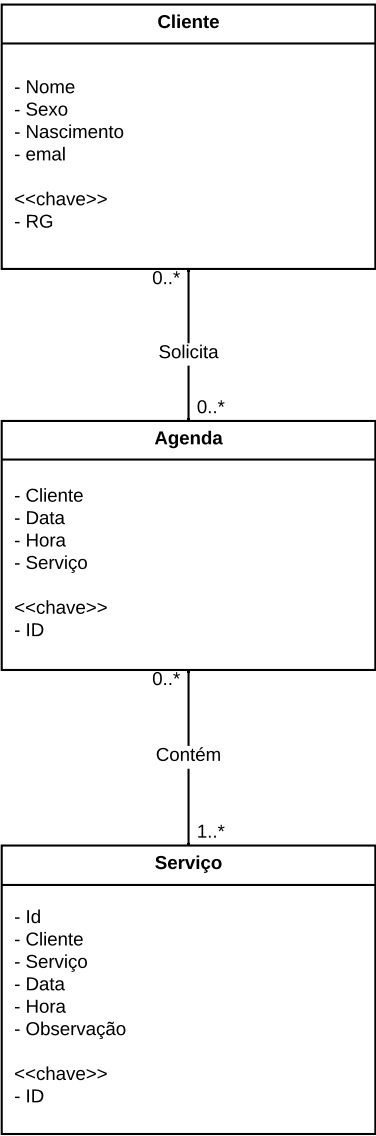 Cliente
- Nome
- Sexo
- Nascimento
- emal
<<chave>>
- RG
0..*
Solicita
0..*
Agenda
- Cliente
- Data
- Hora
- Serviço
<<chave>>
- ID
0..*
Contém
1..*
Serviço
- Id
- Cliente
- Serviço
- Data
- Hora
- Observação
<<chave>>
- ID